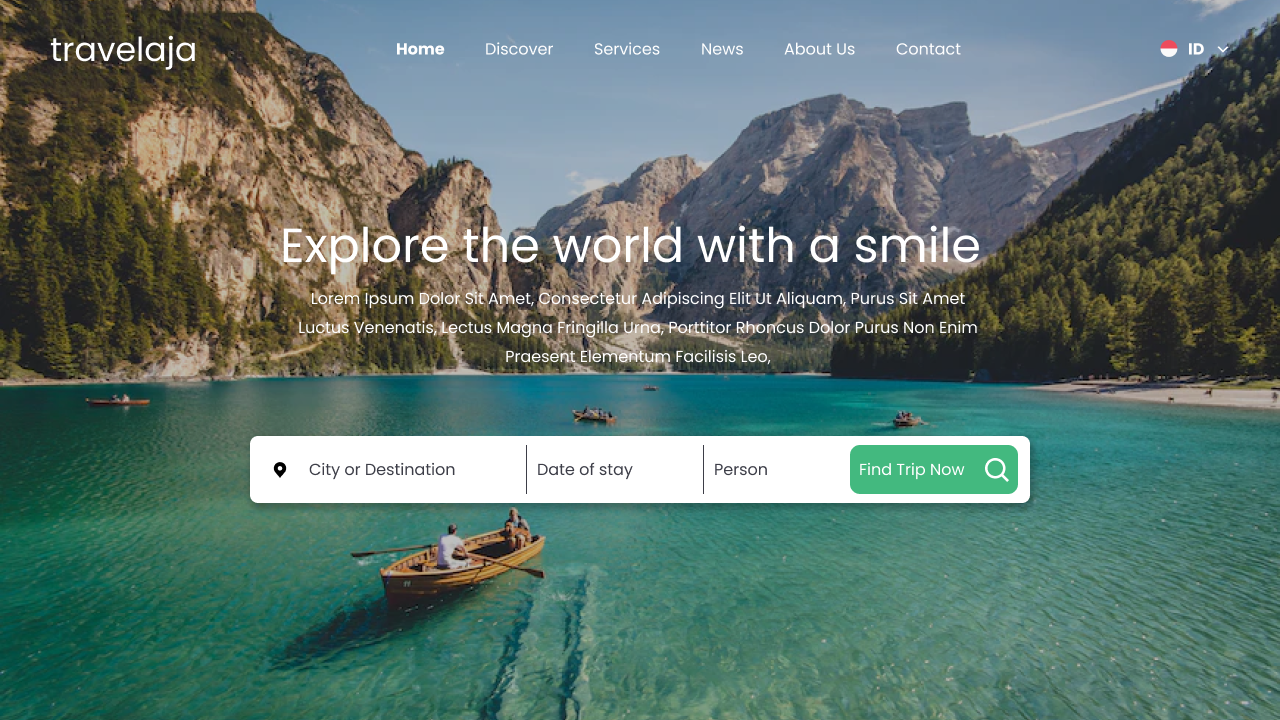 travelaja
Home Discover Services News About Us Contact
ID
Explore the world with a smile
Lorem Ipsum Dolor Sit Amet, Consectetur Adipiscing Elit Ut Aliquam, Purus Sit Amet
Luctus Venenatis, Lectus Magna Fringilla Urna, Porttitor Rhoncus Dolor Purus Non Enim
Praesent Elementum Facilisis Leo,
City or Destination
Date of stay
Person
Find Trip Now